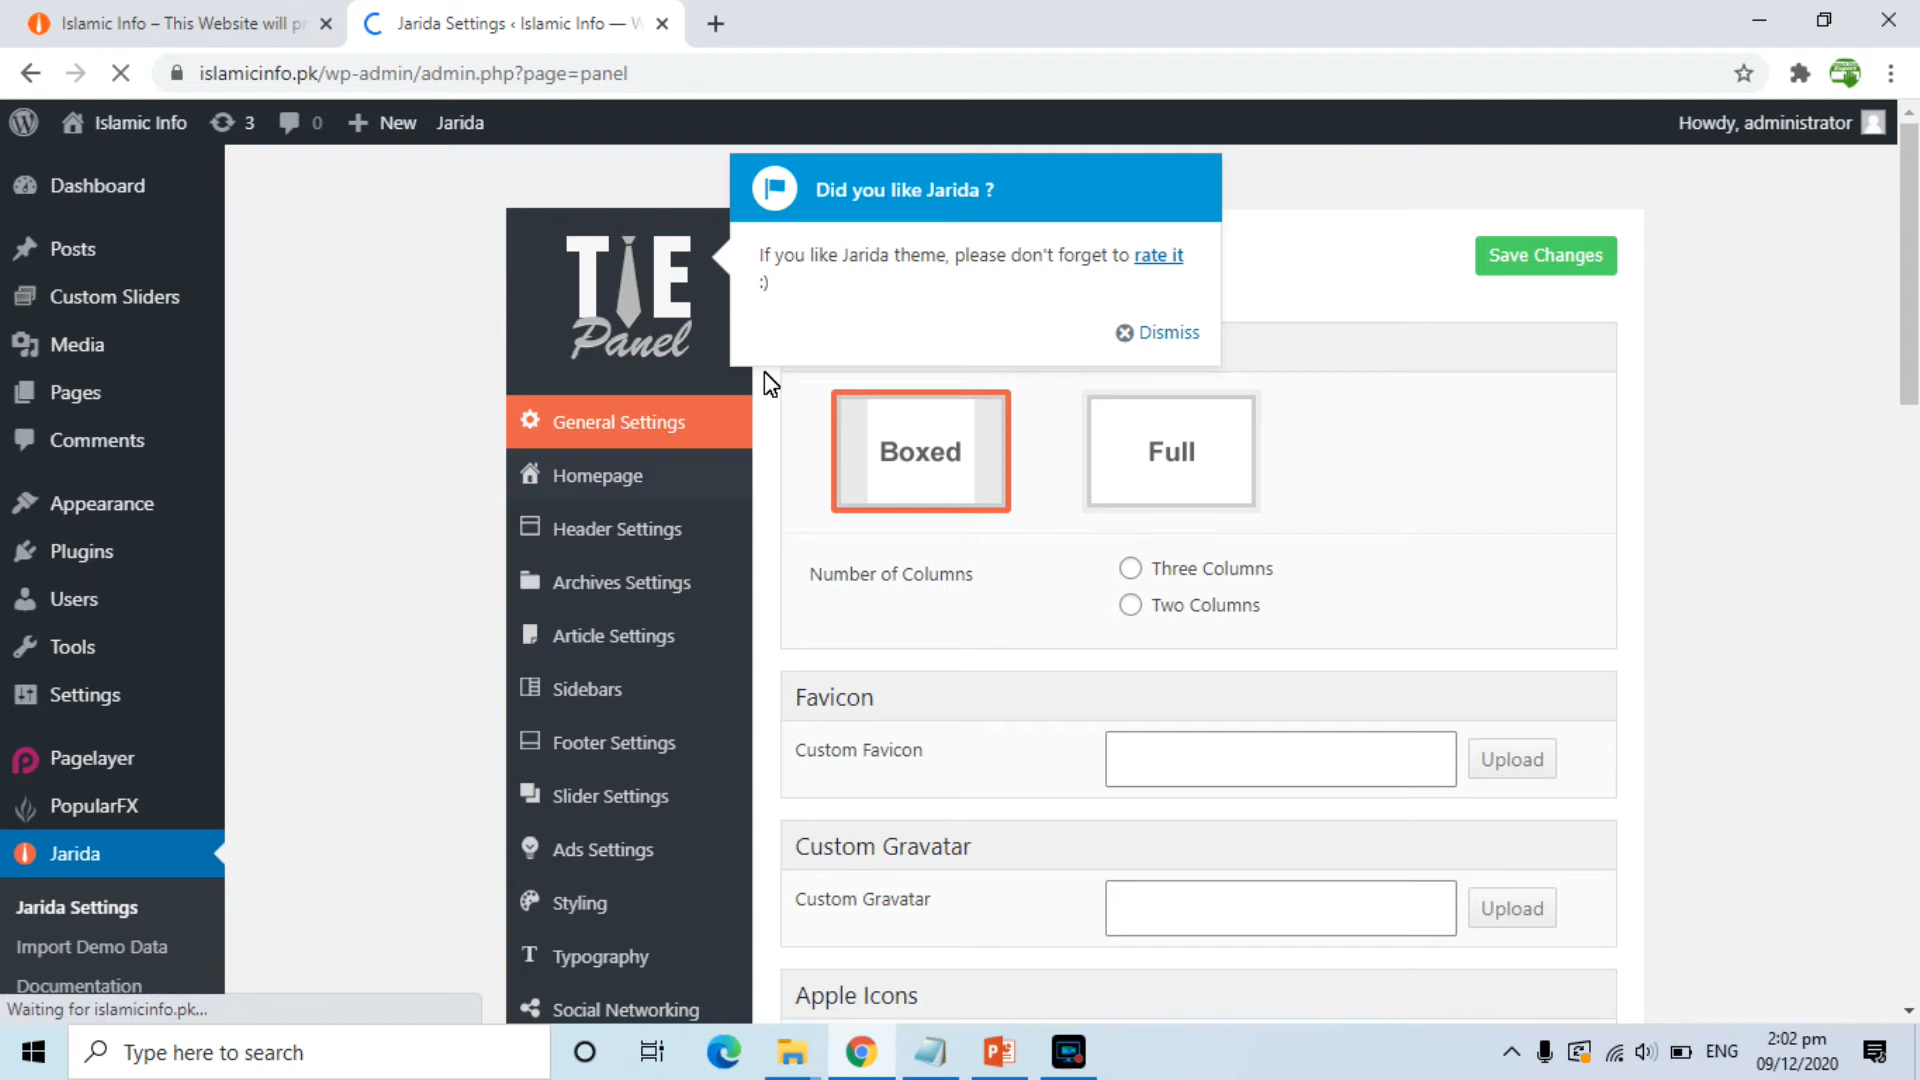 Islamic Info – This Website will pr
Jarida Settings ‹ Islamic Info — W
islamicinfo.pk/wp-admin/admin.php?page=panel
Islamic Info
3
0
New
Jarida
Howdy, administrator
Dashboard
Posts
Custom Sliders
Media
Pages
Comments
Appearance
Plugins
Users
Tools
Settings
Pagelayer
PopularFX
Jarida
Jarida Settings
Import Demo Data
Documentation
Waiting for islamicinfo.pk...
TIE
Panel
General Settings
Homepage
Header Settings
Archives Settings
Article Settings
Sidebars
Footer Settings
Slider Settings
Ads Settings
Styling
Typography
Social Networking
Did you like Jarida ?
If you like Jarida theme, please don't forget to rate it
:)
Dismiss
Save Changes
Boxed
Full
Number of Columns
Three Columns
Two Columns
Favicon
Custom Favicon
Upload
Custom Gravatar
Custom Gravatar
Upload
Apple Icons
Type here to search
ENG
2:02 pm
09/12/2020